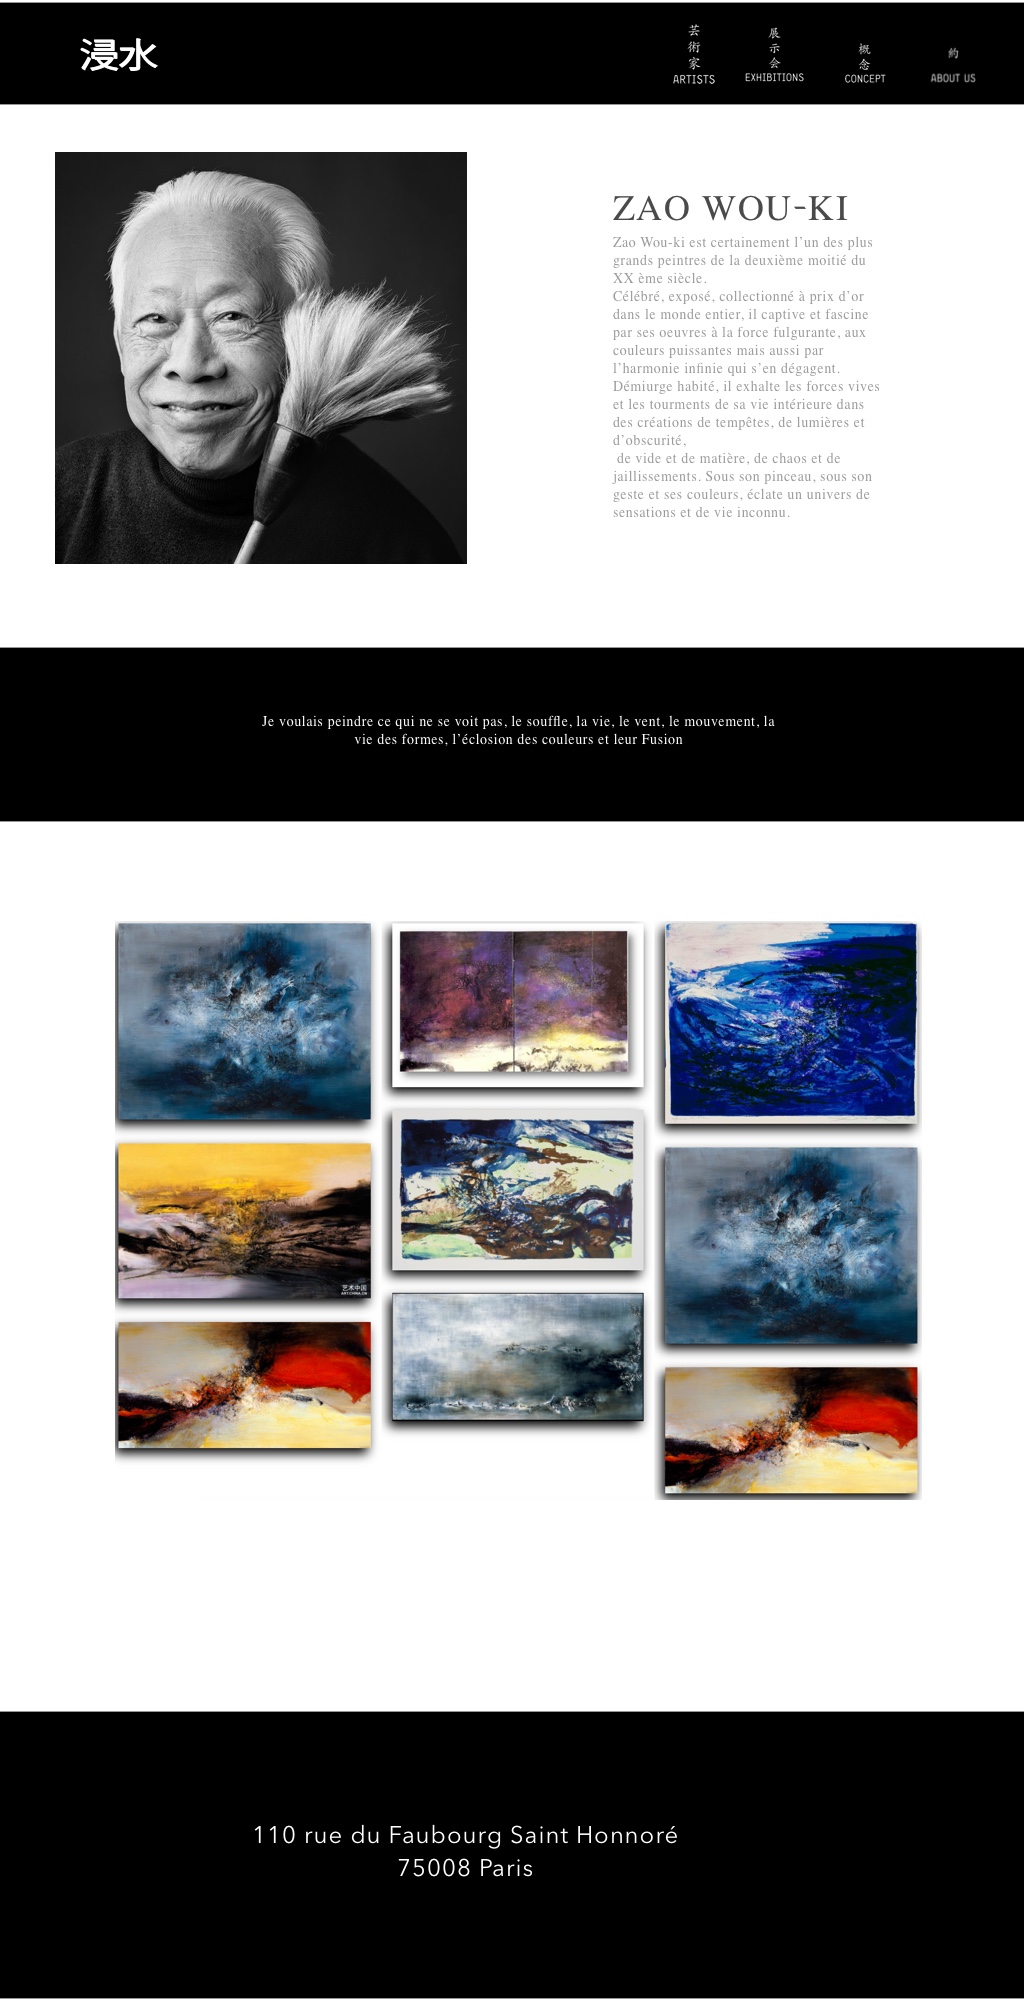 浸水
芸
術
家
ARTISTS
展
示
会
EXHIBITIONS
概
念
CONCEPT
約
ABOUT US
ZAO WOU-KI
Zao Wou-ki est certainement l’un des plus
grands peintres de la deuxième moitié du
XX ème siècle.
Célébré, exposé, collectionné à prix d’or
dans le monde entier, il captive et fascine
par ses oeuvres à la force fulgurante, aux
couleurs puissantes mais aussi par
l’harmonie infinie qui s’en dégagent.
Démiurge habité, il exhalte les forces vives
et les tourments de sa vie intérieure dans
des créations de tempêtes, de lumières et
d’obscurité,
de vide et de matière, de chaos et de
jaillissements. Sous son pinceau, sous son
geste et ses couleurs, éclate un univers de
sensations et de vie inconnu.
Je voulais peindre ce qui ne se voit pas, le souffle, la vie, le vent, le mouvement, la
vie des formes, l’éclosion des couleurs et leur Fusion
艺术中国
ART.CHINA.CN
110 rue du Faubourg Saint Honnoré
75008 Paris